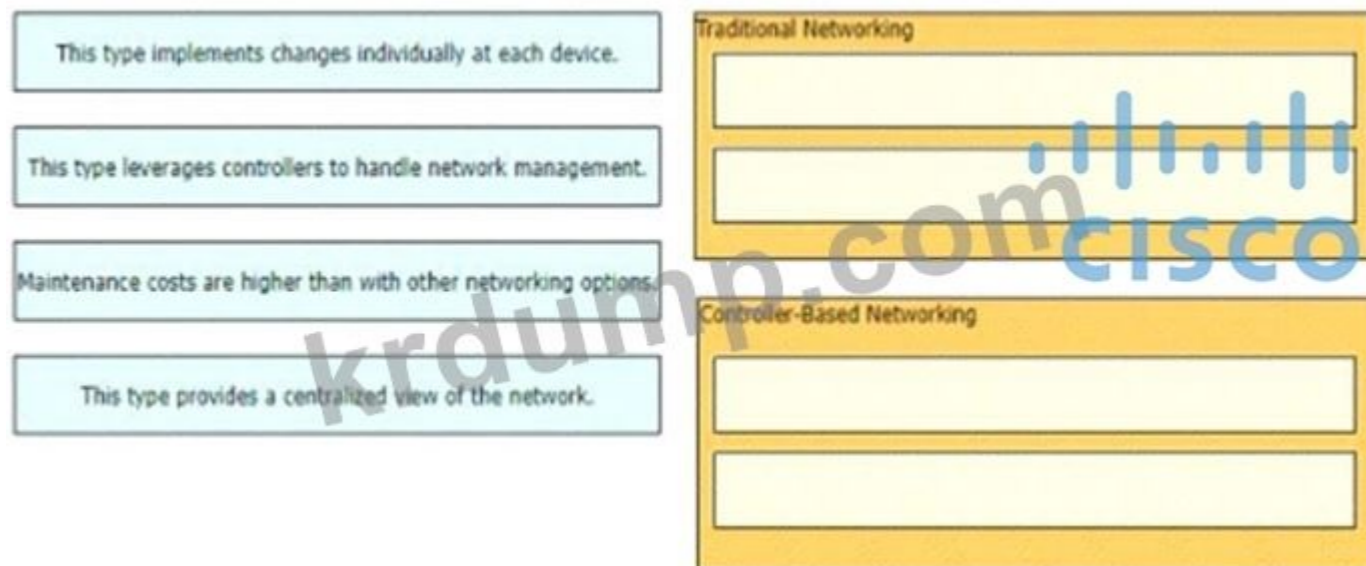 This type implements changes individually at each device.
This type leverages controllers to handle network management.
Maintenance costs are higher than with other networking options.
This type provides a centralized view of the network.
Traditional Networking
Controller-Based Networking
CISCO
krdump.com